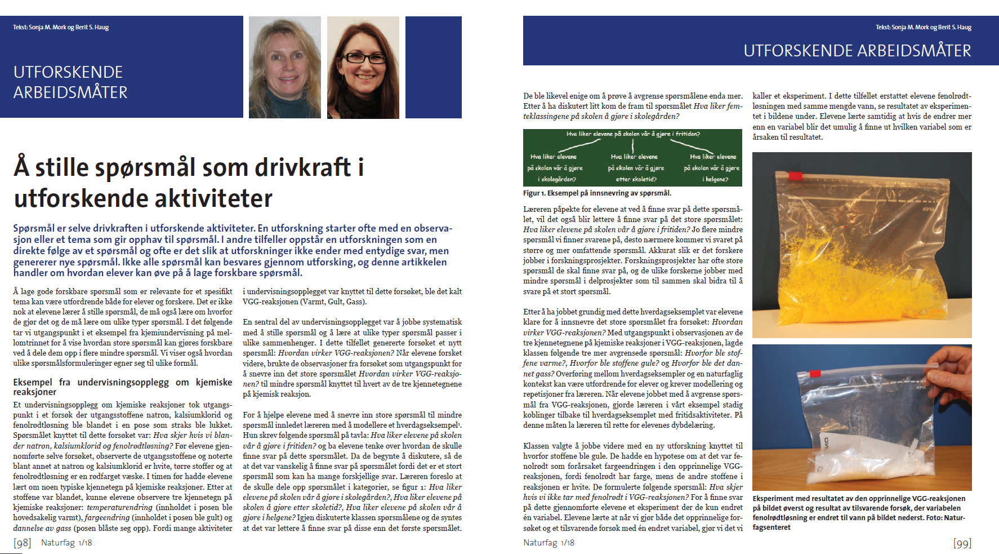 Tekst: Sonja M. Mork og Berit S. Haug
UTFORSKENDE
ARBEIDSMÅTER
Å stille spørsmål som drivkraft i
utforskende aktiviteter
Spørsmål er selve drivkraften i utforskende aktiviteter. En utforskning starter ofte med en observa-
sjon eller et tema som gir opphav til spørsmål. I andre tilfeller oppstår en utforskningen som en
direkte følge av et spørsmål og ofte er det slik at utforskninger ikke ender med entydige svar, men
genererer nye spørsmål. Ikke alle spørsmål kan besvares gjennom utforsking, og denne artikkelen
handler om hvordan elever kan øve på å lage forskbare spørsmål.
Å lage gode forskbare spørsmål som er relevante for et spesifikt
tema kan være utfordrende både for elever og forskere. Det er ikke
nok at elevene lærer å stille spørsmål, de må også lære om hvorfor
de gjør det og de må lære om ulike typer spørsmål. I det følgende
tar vi utgangspunkt i et eksempel fra kjemiundervisning på mel-
lomtrinnet for å vise hvordan store spørsmål kan gjøres forskbare
ved å dele dem opp i flere mindre spørsmål. Vi viser også hvordan
ulike spørsmålsformuleringer egner seg til ulike formål.
Eksempel fra undervisningsopplegg om kjemiske
reaksjoner
Et undervisningsopplegg om kjemiske reaksjoner tok utgangs-
punkt i et forsøk der utgangsstoffene natron, kalsiumklorid og
fenolrødtløsning ble blandet i en pose som straks ble lukket.
Spørsmålet knyttet til dette forsøket var: Hva skjer hvis vi blan-
der natron, kalsiumklorid og fenolrødtløsning? Før elevene gjen-
nomførte selve forsøket, observerte de utgangsstoffene og noterte
blant annet at natron og kalsiumklorid er hvite, tørre stoffer og at
fenolrødtløsning er en rødfarget væske. I timen før hadde elevene
lært om noen typiske kjennetegn på kjemiske reaksjoner. Etter at
stoffene var blandet, kunne elevene observere tre kjennetegn på
kjemiske reaksjoner: temperaturendring (innholdet i posen ble
hovedsakelig varmt), fargeendring (innholdet i posen ble gult) og
dannelse av gass (posen blåste seg opp). Fordi mange aktiviteter
i undervisningsopplegget var knyttet til dette forsøket, ble det kalt
VGG-reaksjonen (Varmt, Gult, Gass).
En sentral del av undervisningsopplegget var å jobbe systematisk
med å stille spørsmål og å lære at ulike typer spørsmål passer i
ulike sammenhenger. I dette tilfellet genererte forsøket et nytt
spørsmål: Hvordan virker VGG-reaksjonen? Når elevene forsket
videre, brukte de observasjoner fra forsøket som utgangspunkt for
å snevre inn det store spørsmålet Hvordan virker VGG-reaksjo-
nen? til mindre spørsmål knyttet til hvert av de tre kjennetegnene
på kjemisk reaksjon.
For å hjelpe elevene med å snevre inn store spørsmål til mindre
spørsmål innledet læreren med å modellere et hverdagseksempel¹.
Hun skrev følgende spørsmål på tavla: Hva liker elevene på skolen
vår å gjøre i fritiden? og ba elevene tenke over hvordan de skulle
finne svar på dette spørsmålet. Da de begynte å diskutere, så de
at det var vanskelig å finne svar på spørsmålet fordi det er et stort
spørsmål som kan ha mange forskjellige svar. Læreren foreslo at
de skulle dele opp spørsmålet i kategorier, se figur 1: Hva liker
elevene på skolen vår å gjøre i skolegården?, Hva liker elevene på
skolen å gjøre etter skoletid?, Hva liker elevene på skolen vår å
gjøre i helgene? Igjen diskuterte klassen spørsmålene og de syntes
at det var lettere å finne svar på disse enn det første spørsmålet.
[98] Naturfag 1/18
Tekst: Sonja M. Mork og Berit S. Haug
UTFORSKENDE ARBEIDSMÅTER
De ble likevel enige om å prøve å avgrense spørsmålene enda mer.
Etter å ha diskutert litt kom de fram til spørsmålet Hva liker fem-
teklassingene på skolen å gjøre i skolegården?
Hva liker elevene på skolen vår å gjøre i fritiden?
Hva liker elevene
på skolen vår å gjøre
i skolegården?
Hva liker elevene
på skolen vår å gjøre
etter skoletid?
Hva liker elevene
på skolen vår å gjøre
i helgene?
Figur 1. Eksempel på innsnevring av spørsmål.
Læreren påpekte for elevene at ved å finne svar på dette spørsmå-
let, vil det også blir lettere å finne svar på det store spørsmålet:
Hva liker elevene på skolen vår å gjøre i fritiden? Jo flere mindre
spørsmål vi finner svarene på, desto nærmere kommer vi svaret på
større og mer omfattende spørsmål. Akkurat slik er det forskere
jobber i forskningsprosjekter. Forskningsprosjekter har ofte store
spørsmål de skal finne svar på, og de ulike forskerne jobber med
mindre spørsmål i delprosjekter som til sammen skal bidra til å
svare på et stort spørsmål.
Etter å ha jobbet grundig med dette hverdagseksemplet var elevene
klare for å innsnevre det store spørsmålet fra forsøket: Hvordan
virker VGG-reaksjonen? Med utgangspunkt i observasjonen av de
tre kjennetegnene på kjemiske reaksjoner i VGG-reaksjonen, lagde
klassen følgende tre mer avgrensede spørsmål: Hvorfor ble stof-
fene varme?, Hvorfor ble stoffene gule? og Hvorfor ble det dan-
net gass? Overføring mellom hverdagseksempler og en naturfaglig
kontekst kan være utfordrende for elever og krever modellering og
repetisjoner fra læreren. Når elevene jobbet med å avgrense spørs-
mål fra VGG-reaksjonen, gjorde læreren i vårt eksempel stadig
koblinger tilbake til hverdagseksemplet med fritidsaktiviteter. På
denne måten la læreren til rette for elevenes dybdelæring.
Klassen valgte å jobbe videre med en ny utforskning knyttet til
hvorfor stoffene ble gule. De hadde en hypotese om at det var fe-
nolrødt som forårsaket fargeendringen i den opprinnelige VGG-
reaksjonen, fordi fenolrødt har farge, mens de andre stoffene i
reaksjonen er hvite. De formulerte følgende spørsmål: Hva skjer
hvis vi ikke tar med fenolrødt i VGG-reaksjonen? For å finne svar
på dette gjennomførte elevene et eksperiment der de kun endret
én variabel. Elevene lærte at når vi gjør både det opprinnelige for-
søket og et tilsvarende forsøk med én endret variabel, gjør vi det vi
kaller et eksperiment. I dette tilfellet erstattet elevene fenolrødt-
løsningen med samme mengde vann, se resultatet av eksperimen-
tet i bildene under. Elevene lærte samtidig at hvis de endrer mer
enn en variabel blir det umulig å finne ut hvilken variabel som er
årsaken til resultatet.
ÅPEN
ÅPEN
Eksperiment med resultatet av den opprinnelige VGG-reaksjonen
på bildet øverst og resultat av tilsvarende forsøk, der variabelen
fenolrødtløsning er endret til vann på bildet nederst. Foto: Natur-
fagsenteret
Naturfag 1/18 [99]